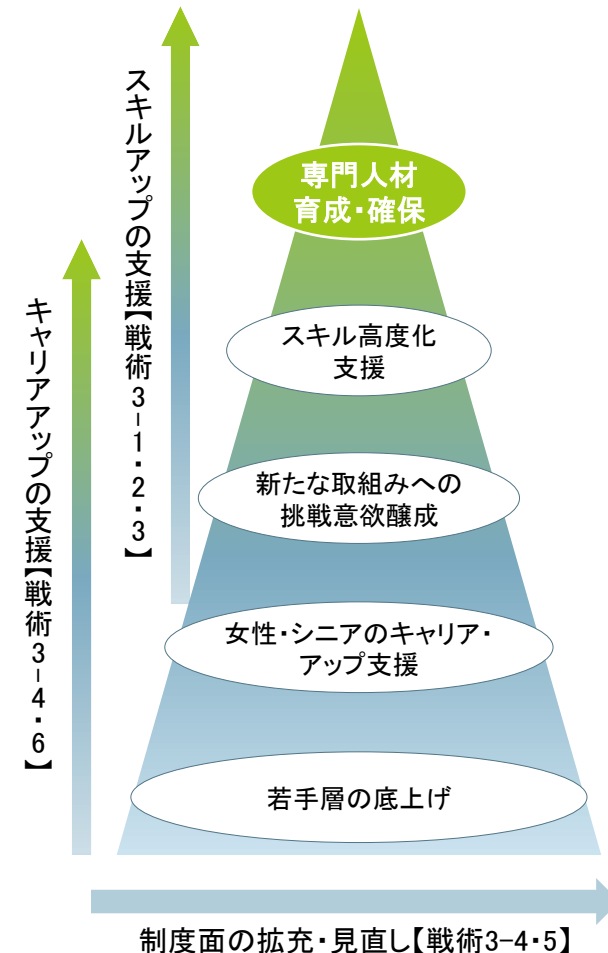 スキルアップの支援【戦術3-1・2・3】
キャリアアップの支援【戦術3-4・6】
専門人材
育成・確保
スキル高度化
支援
新たな取組みへの
挑戦意欲醸成
女性・シニアのキャリア・
アップ支援
若手層の底上げ
制度面の拡充・見直し【戦術3-4・5】